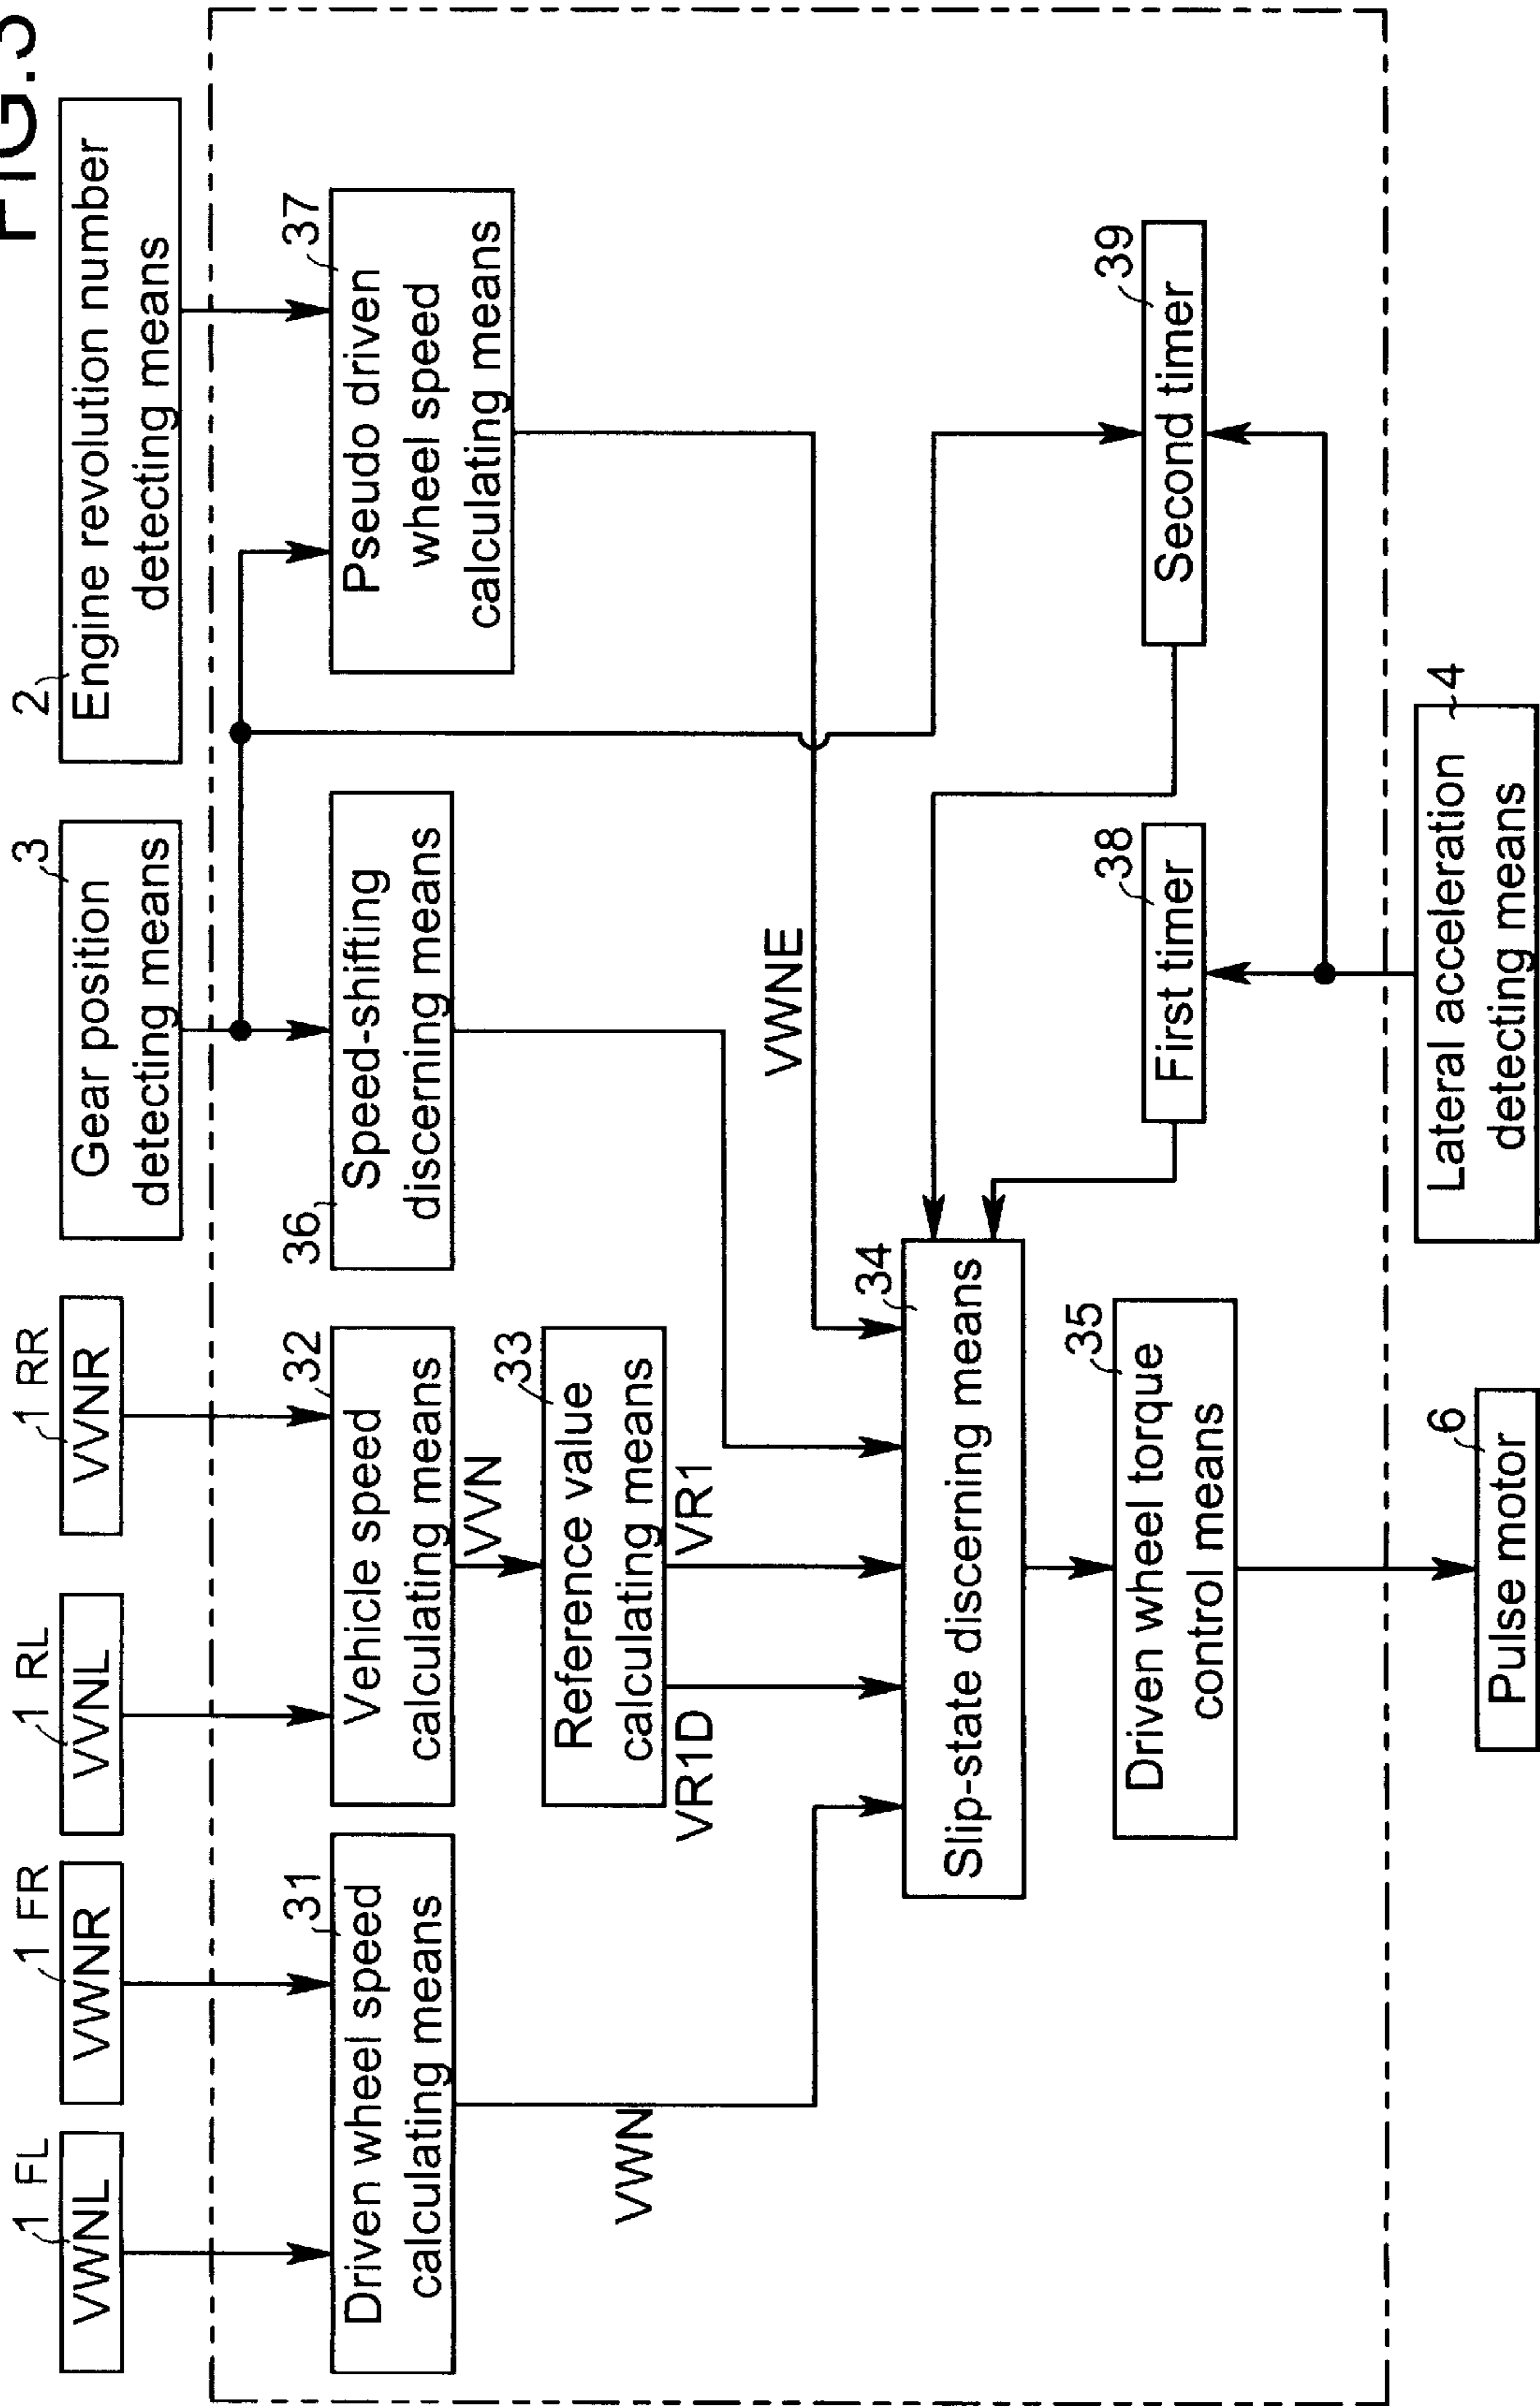 FIG.3
1 FL
VWNL
1 FR
VWNR
1 RL
VVNL
1 RR
VVNR
3
Gear position
detecting means
2
Engine revolution number
detecting means
31
Driven wheel speed
calculating means
32
Vehicle speed
calculating means
36
Speed-shifting
discerning means
37
Pseudo driven
wheel speed
calculating means
VVN
33
Reference value
calculating means
VWN
VR1D
VR1
VWNE
34
Slip-state discerning means
35
Driven wheel torque
control means
38
First timer
39
Second timer
6
Pulse motor
4
Lateral acceleration
detecting means